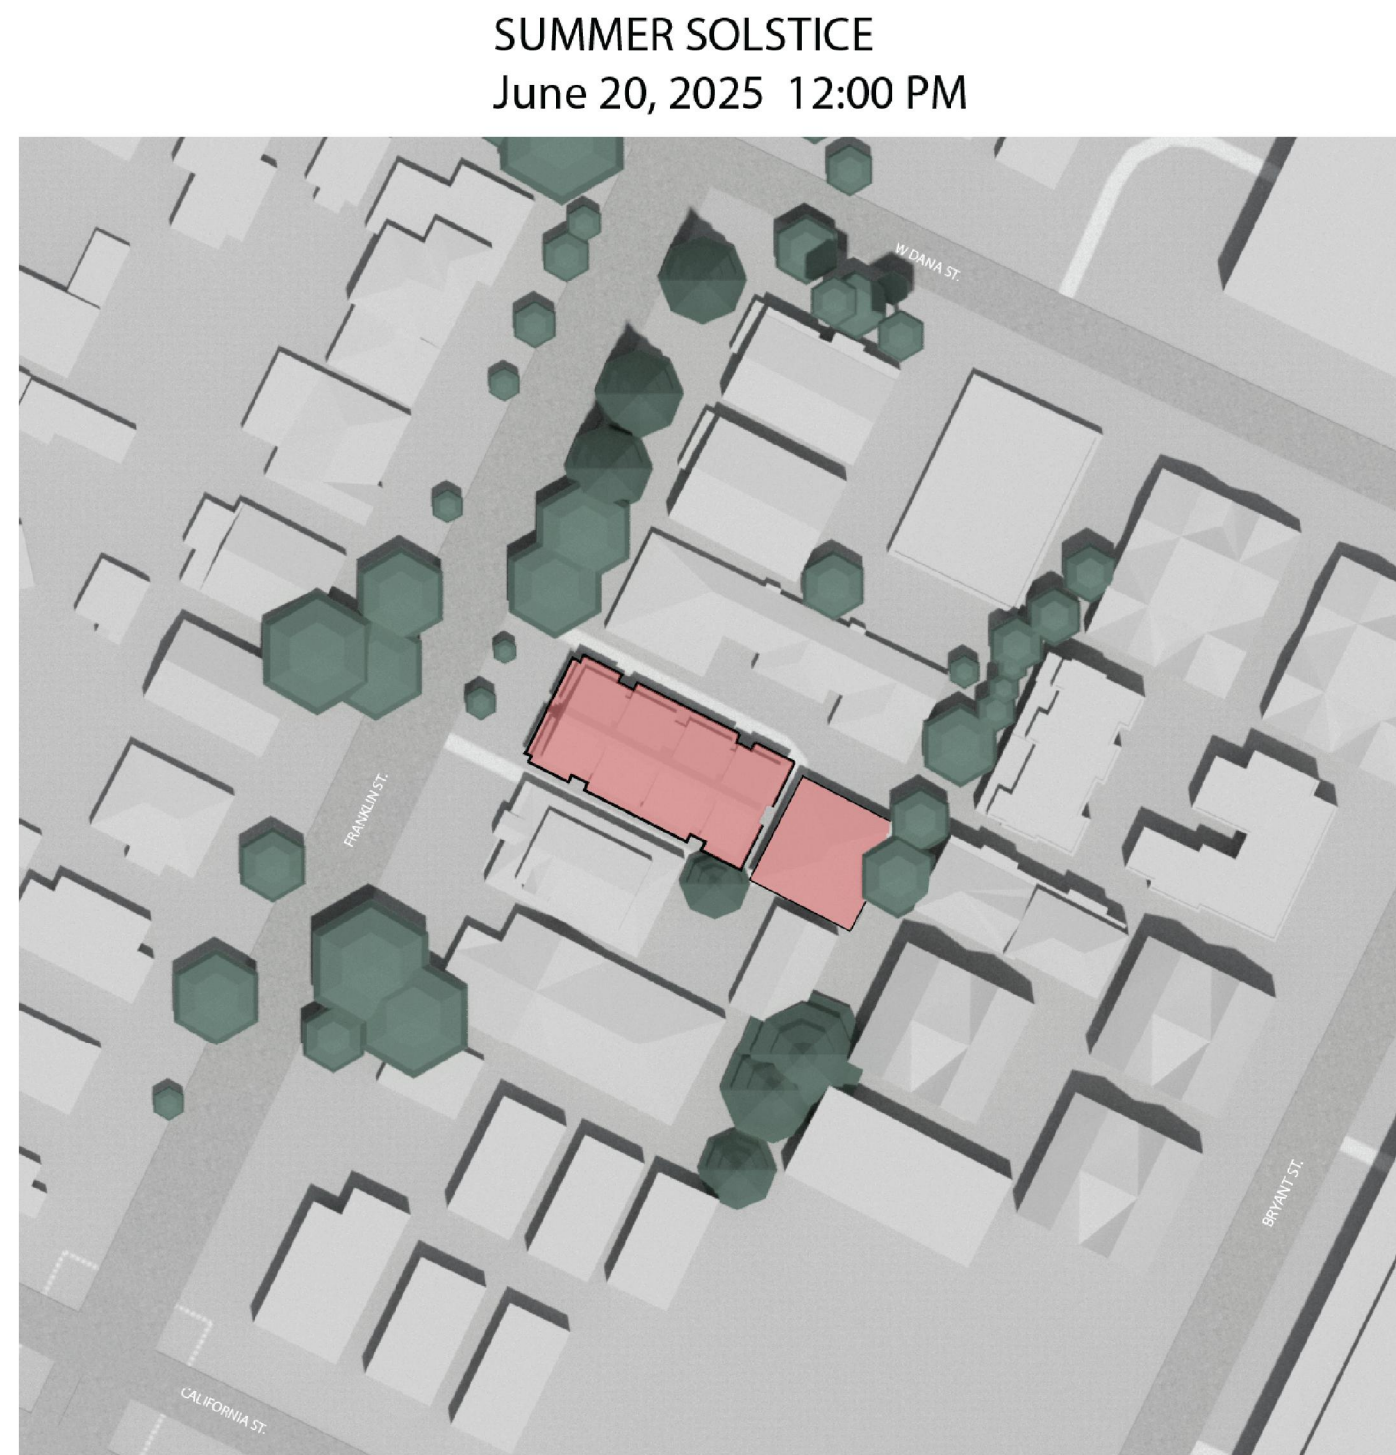 SUMMER SOLSTICE
June 20, 2025 12:00 PM
W DANA ST.
FRANKLIN ST.
BRYANT ST.
CALIFORNIA ST.